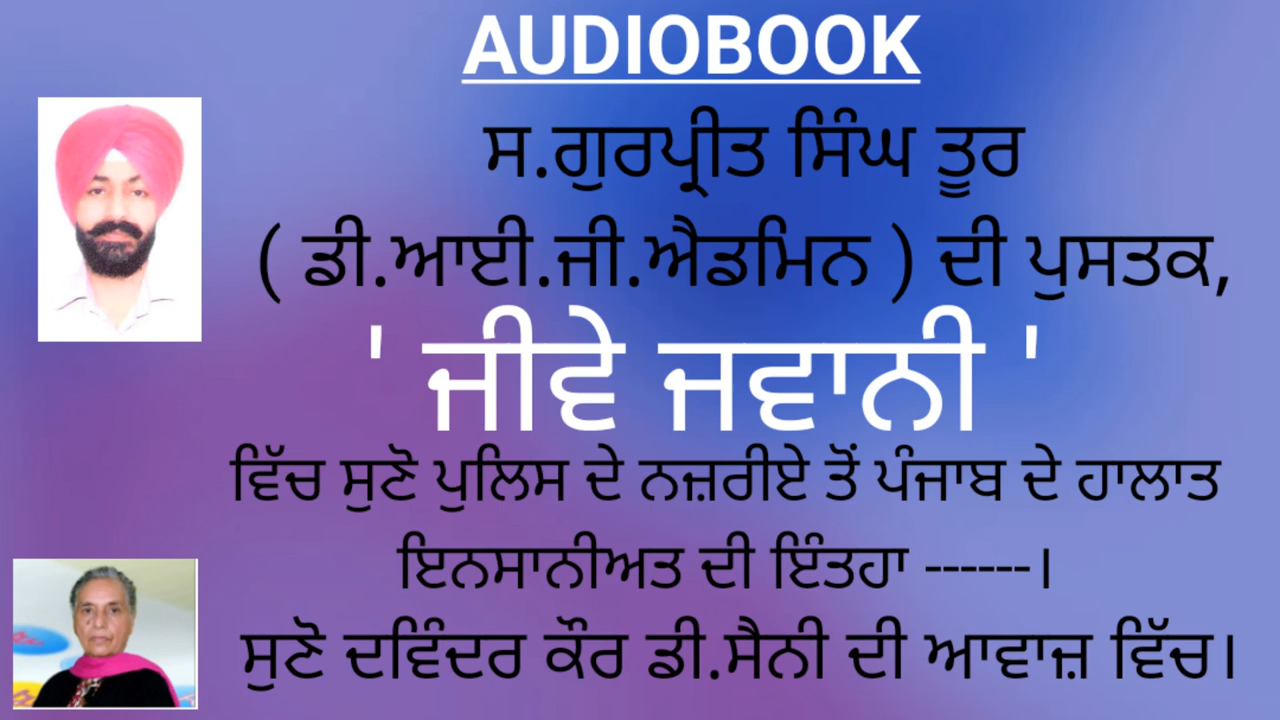 AUDIOBOOK
ਸ.ਗੁਰਪ੍ਰੀਤ ਸਿੰਘ ਤੂਰ
( ਡੀ.ਆਈ.ਜੀ.ਐਡਮਿਨ ) ਦੀ ਪੁਸਤਕ,
' ਜੀਵੇ ਜਵਾਨੀ '
ਵਿੱਚ ਸੁਣੋ ਪੁਲਿਸ ਦੇ ਨਜ਼ਰੀਏ ਤੋਂ ਪੰਜਾਬ ਦੇ ਹਾਲਾਤ
ਇਨਸਾਨੀਅਤ ਦੀ ਇੰਤਹਾ ------।
ਸੁਣੋ ਦਵਿੰਦਰ ਕੌਰ ਡੀ.ਸੈਨੀ ਦੀ ਆਵਾਜ਼ ਵਿੱਚ।